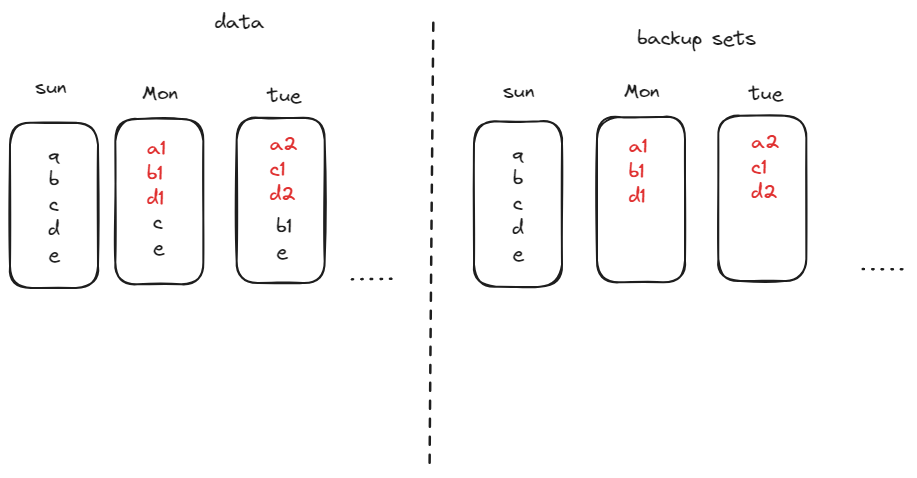 data
backup sets
sun
Mon
tue
a
b
c
d
e
a1
b1
d1
c
e
a2
c1
d2
b1
e
......
sun
Mon
tue
a
b
c
d
e
a1
b1
d1
a2
c1
d2
......